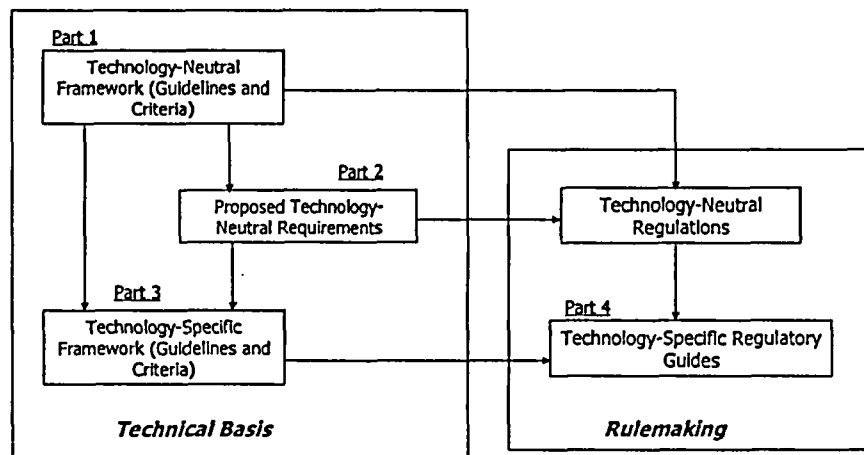 Part 1
Technology-Neutral
Framework (Guidelines and
Criteria)
Part 2
Proposed Technology-
Neutral Requirements
Technology-Neutral
Regulations
Part 3
Technology-Specific
Framework (Guidelines and
Criteria)
Part 4
Technology-Specific Regulatory
Guides
Technical Basis
Rulemaking